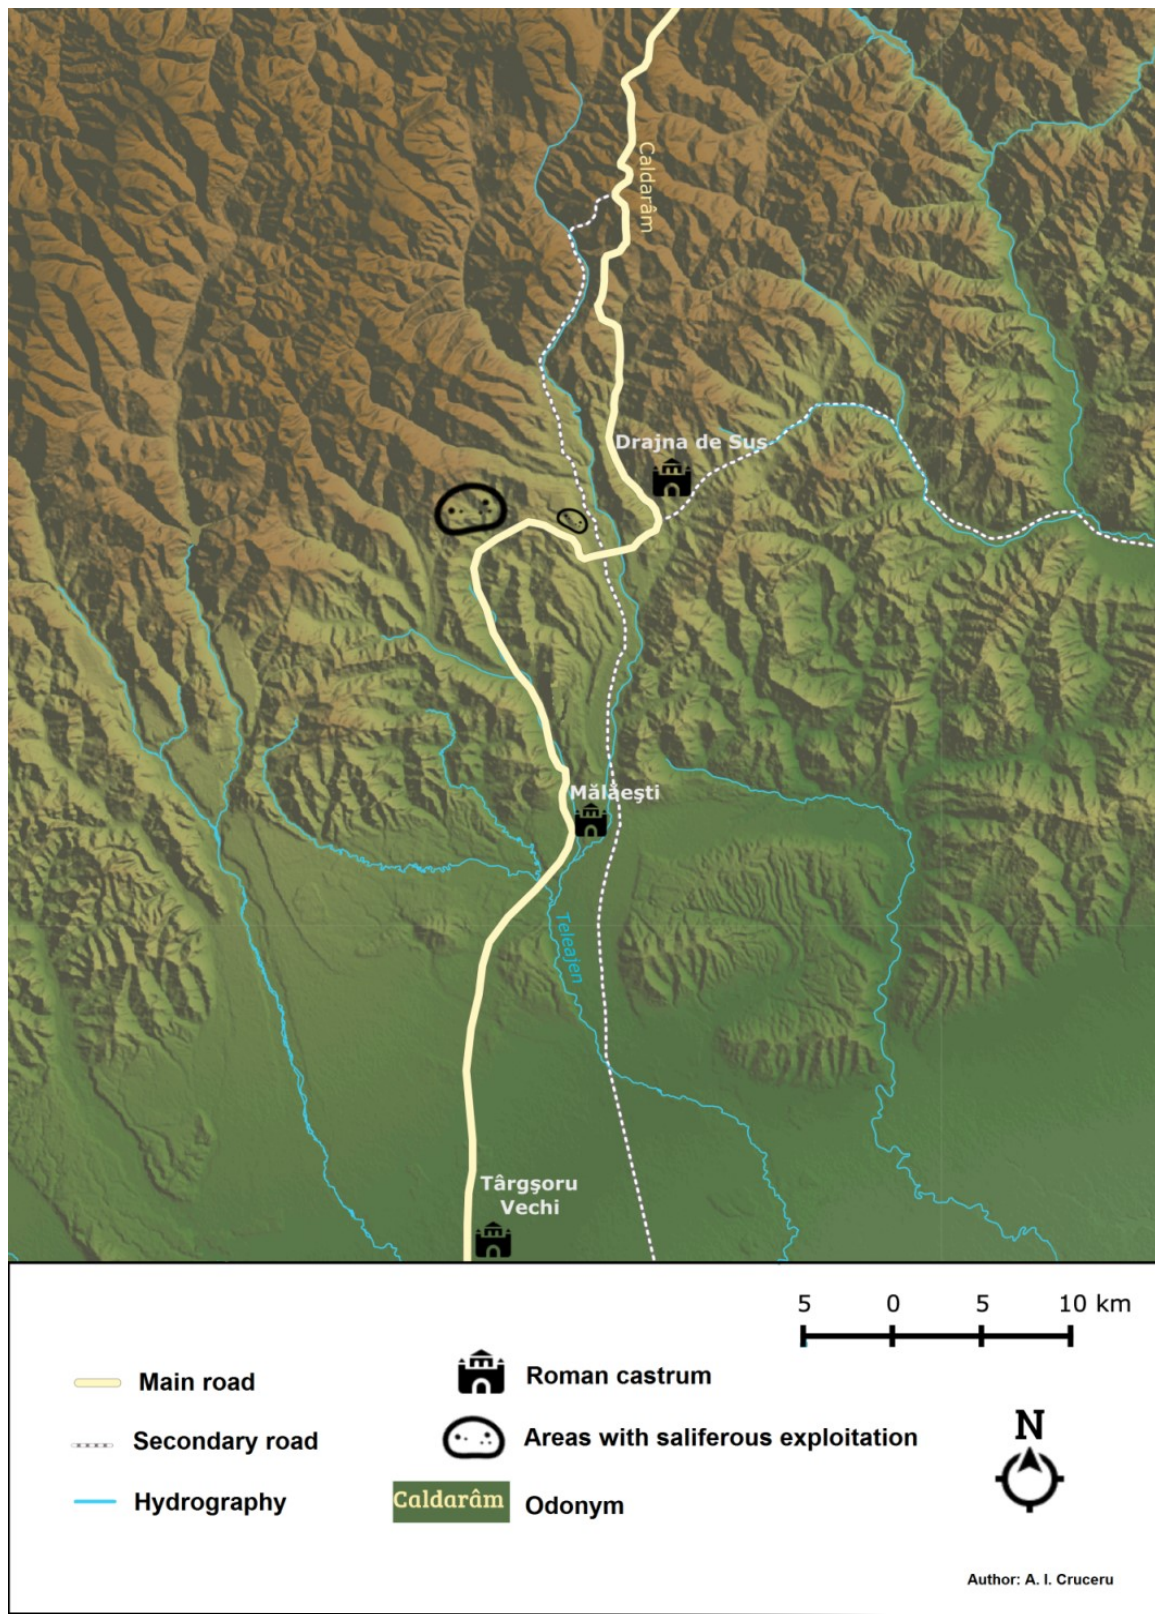 Caldarâm
Drajna de Sus
Mălăeşti
Teleajen
Târgşoru
Vechi
5 0 5 10 km
Main road
Roman castrum
Secondary road
Areas with saliferous exploitation
Hydrography
Caldarâm
Odonym
N
Author: A. I. Cruceru